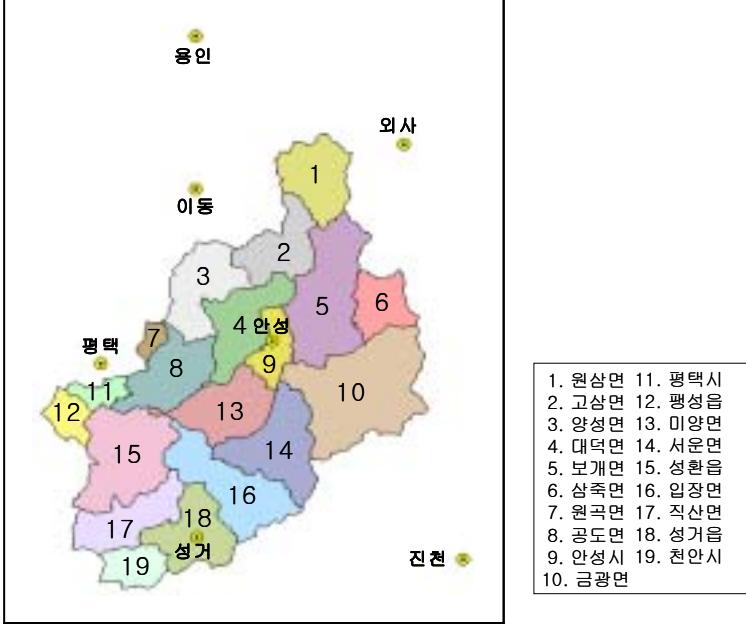 용인
외사
1
이동
2
3
5
6
4 안성
7
평택
8
9
11
10
12
13
15
14
16
18
17
성거
진천
19
1. 원삼면 11. 평택시
2. 고삼면 12. 팽성읍
3. 양성면 13. 미양면
4. 대덕면 14. 서운면
5. 보개면 15. 성환읍
6. 삼죽면 16. 입장면
7. 원곡면 17. 직산면
8. 공도면 18. 성거읍
9. 안성시 19. 천안시
10. 금광면